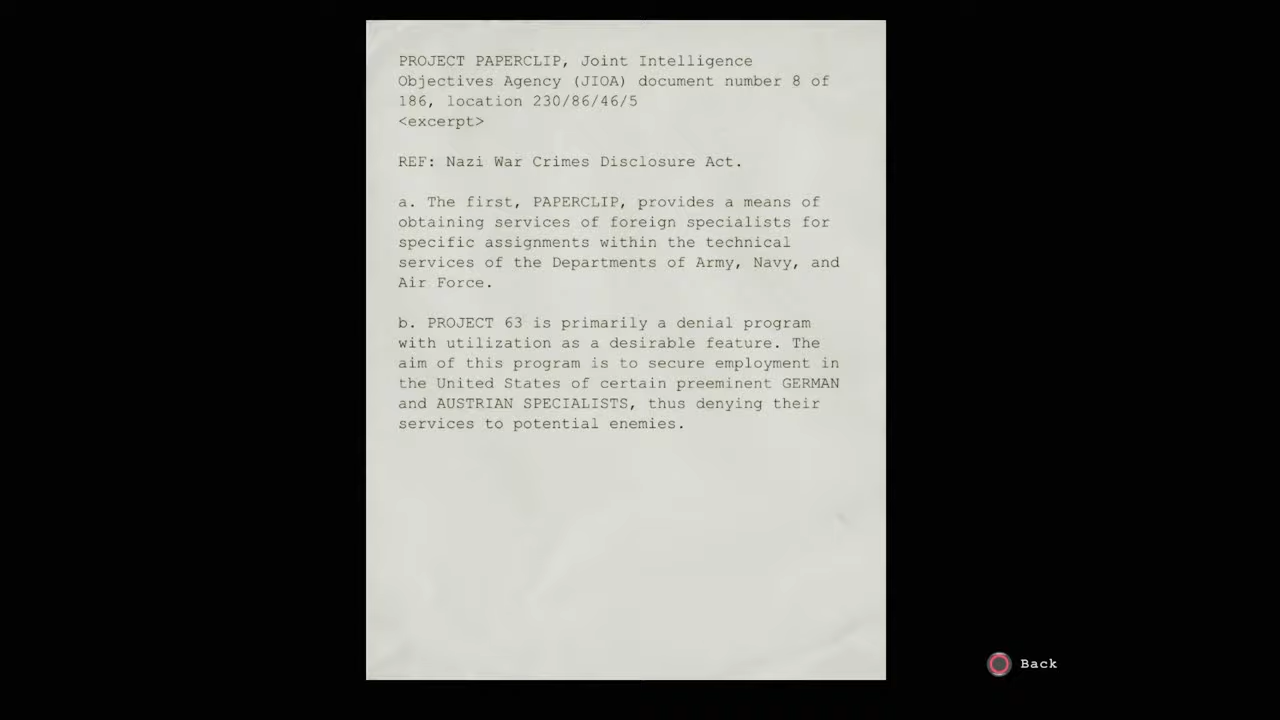 PROJECT PAPERCLIP, Joint Intelligence
Objectives Agency (JIOA) document number 8 of
186, location 230/86/46/5
<excerpt>
REF: Nazi War Crimes Disclosure Act.
a. The first, PAPERCLIP, provides a means of
obtaining services of foreign specialists for
specific assignments within the technical
services of the Departments of Army, Navy, and
Air Force.
b. PROJECT 63 is primarily a denial program
with utilization as a desirable feature. The
aim of this program is to secure employment in
the United States of certain preeminent GERMAN
and AUSTRIAN SPECIALISTS, thus denying their
services to potential enemies.
Back